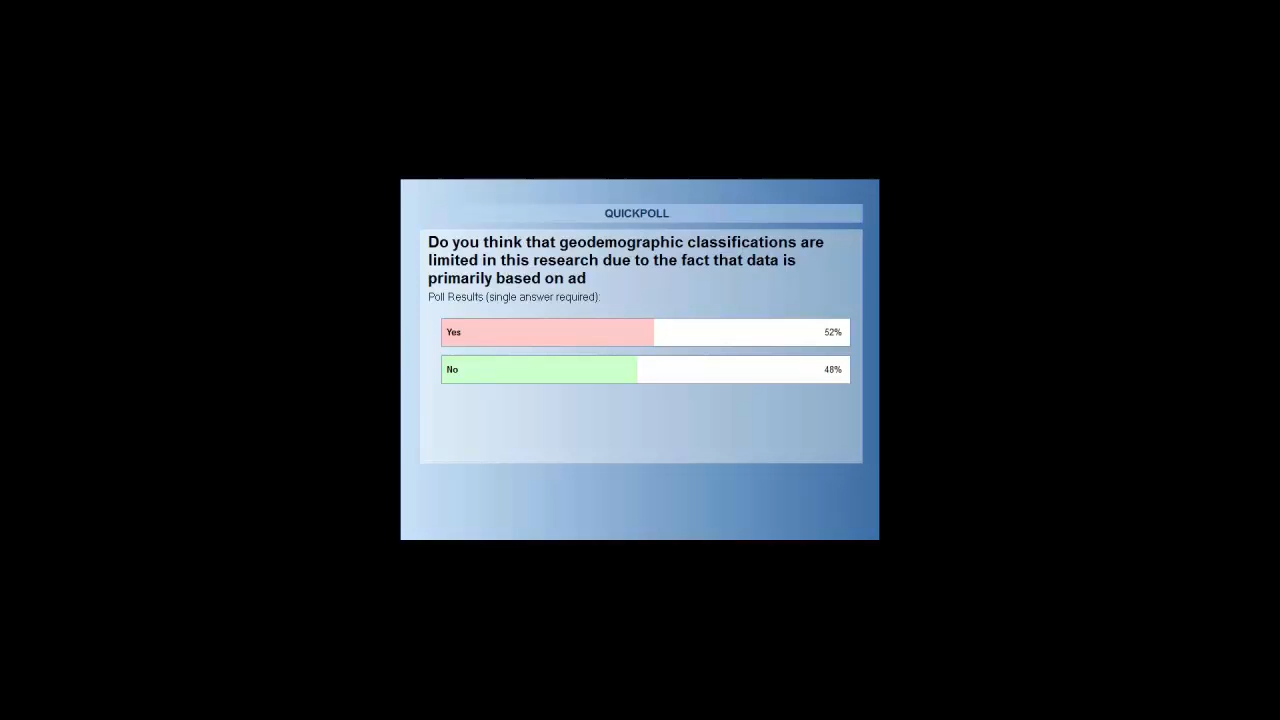 QUICKPOLL
Do you think that geodemographic classifications are
limited in this research due to the fact that data is
primarily based on ad
Poll Results (single answer required):
Yes 52%
No 48%